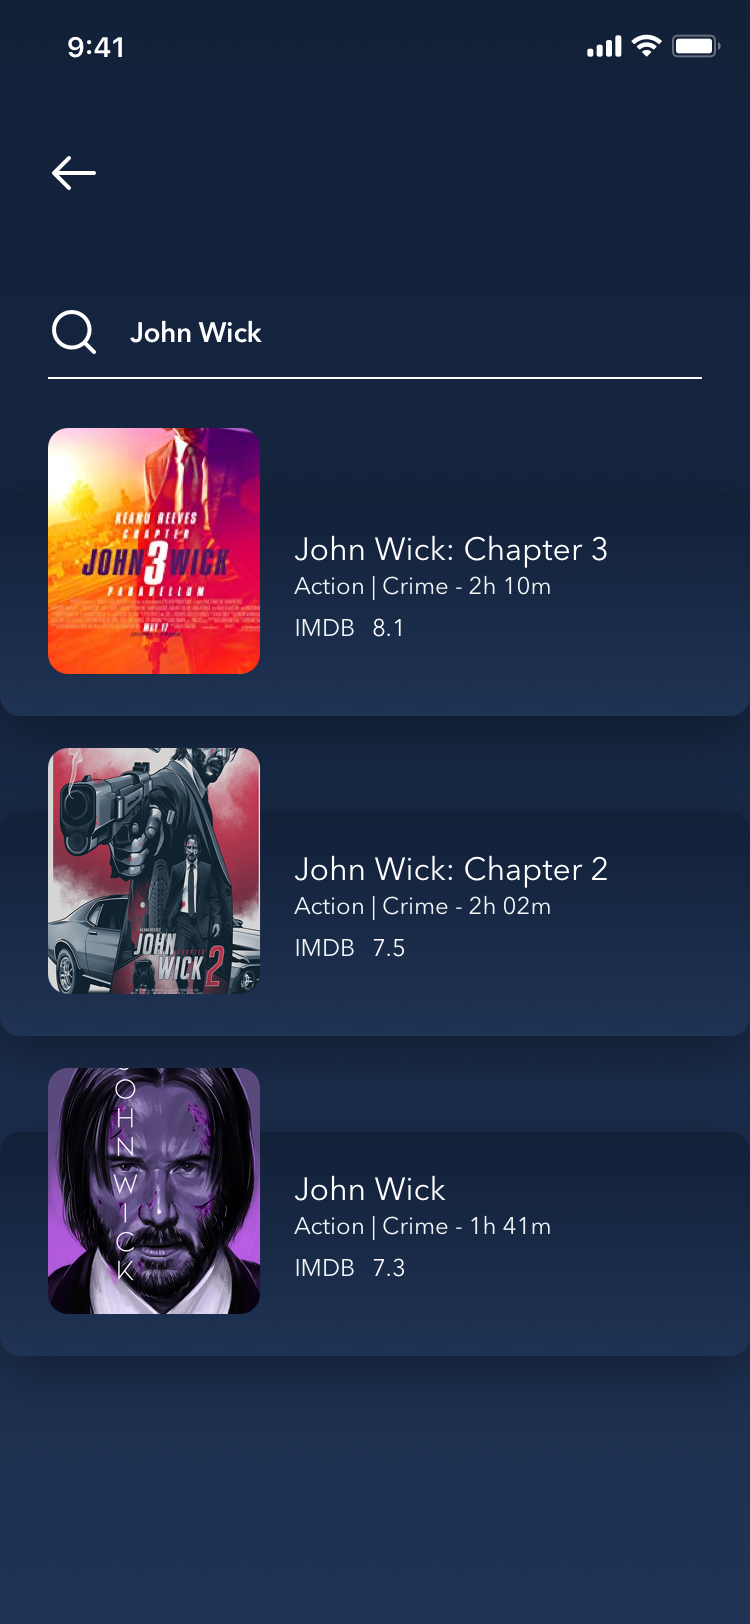 9:41
John Wick
KEANU REEVES
CHAPTER
JOHN 3 WICK
PARABELLUM
MAY 17
John Wick: Chapter 3
Action | Crime - 2h 10m
IMDB 8.1
JOHN
CHAPTER
WICK 2
John Wick: Chapter 2
Action | Crime - 2h 02m
IMDB 7.5
O
H
N
W
I
C
K
John Wick
Action | Crime - 1h 41m
IMDB 7.3